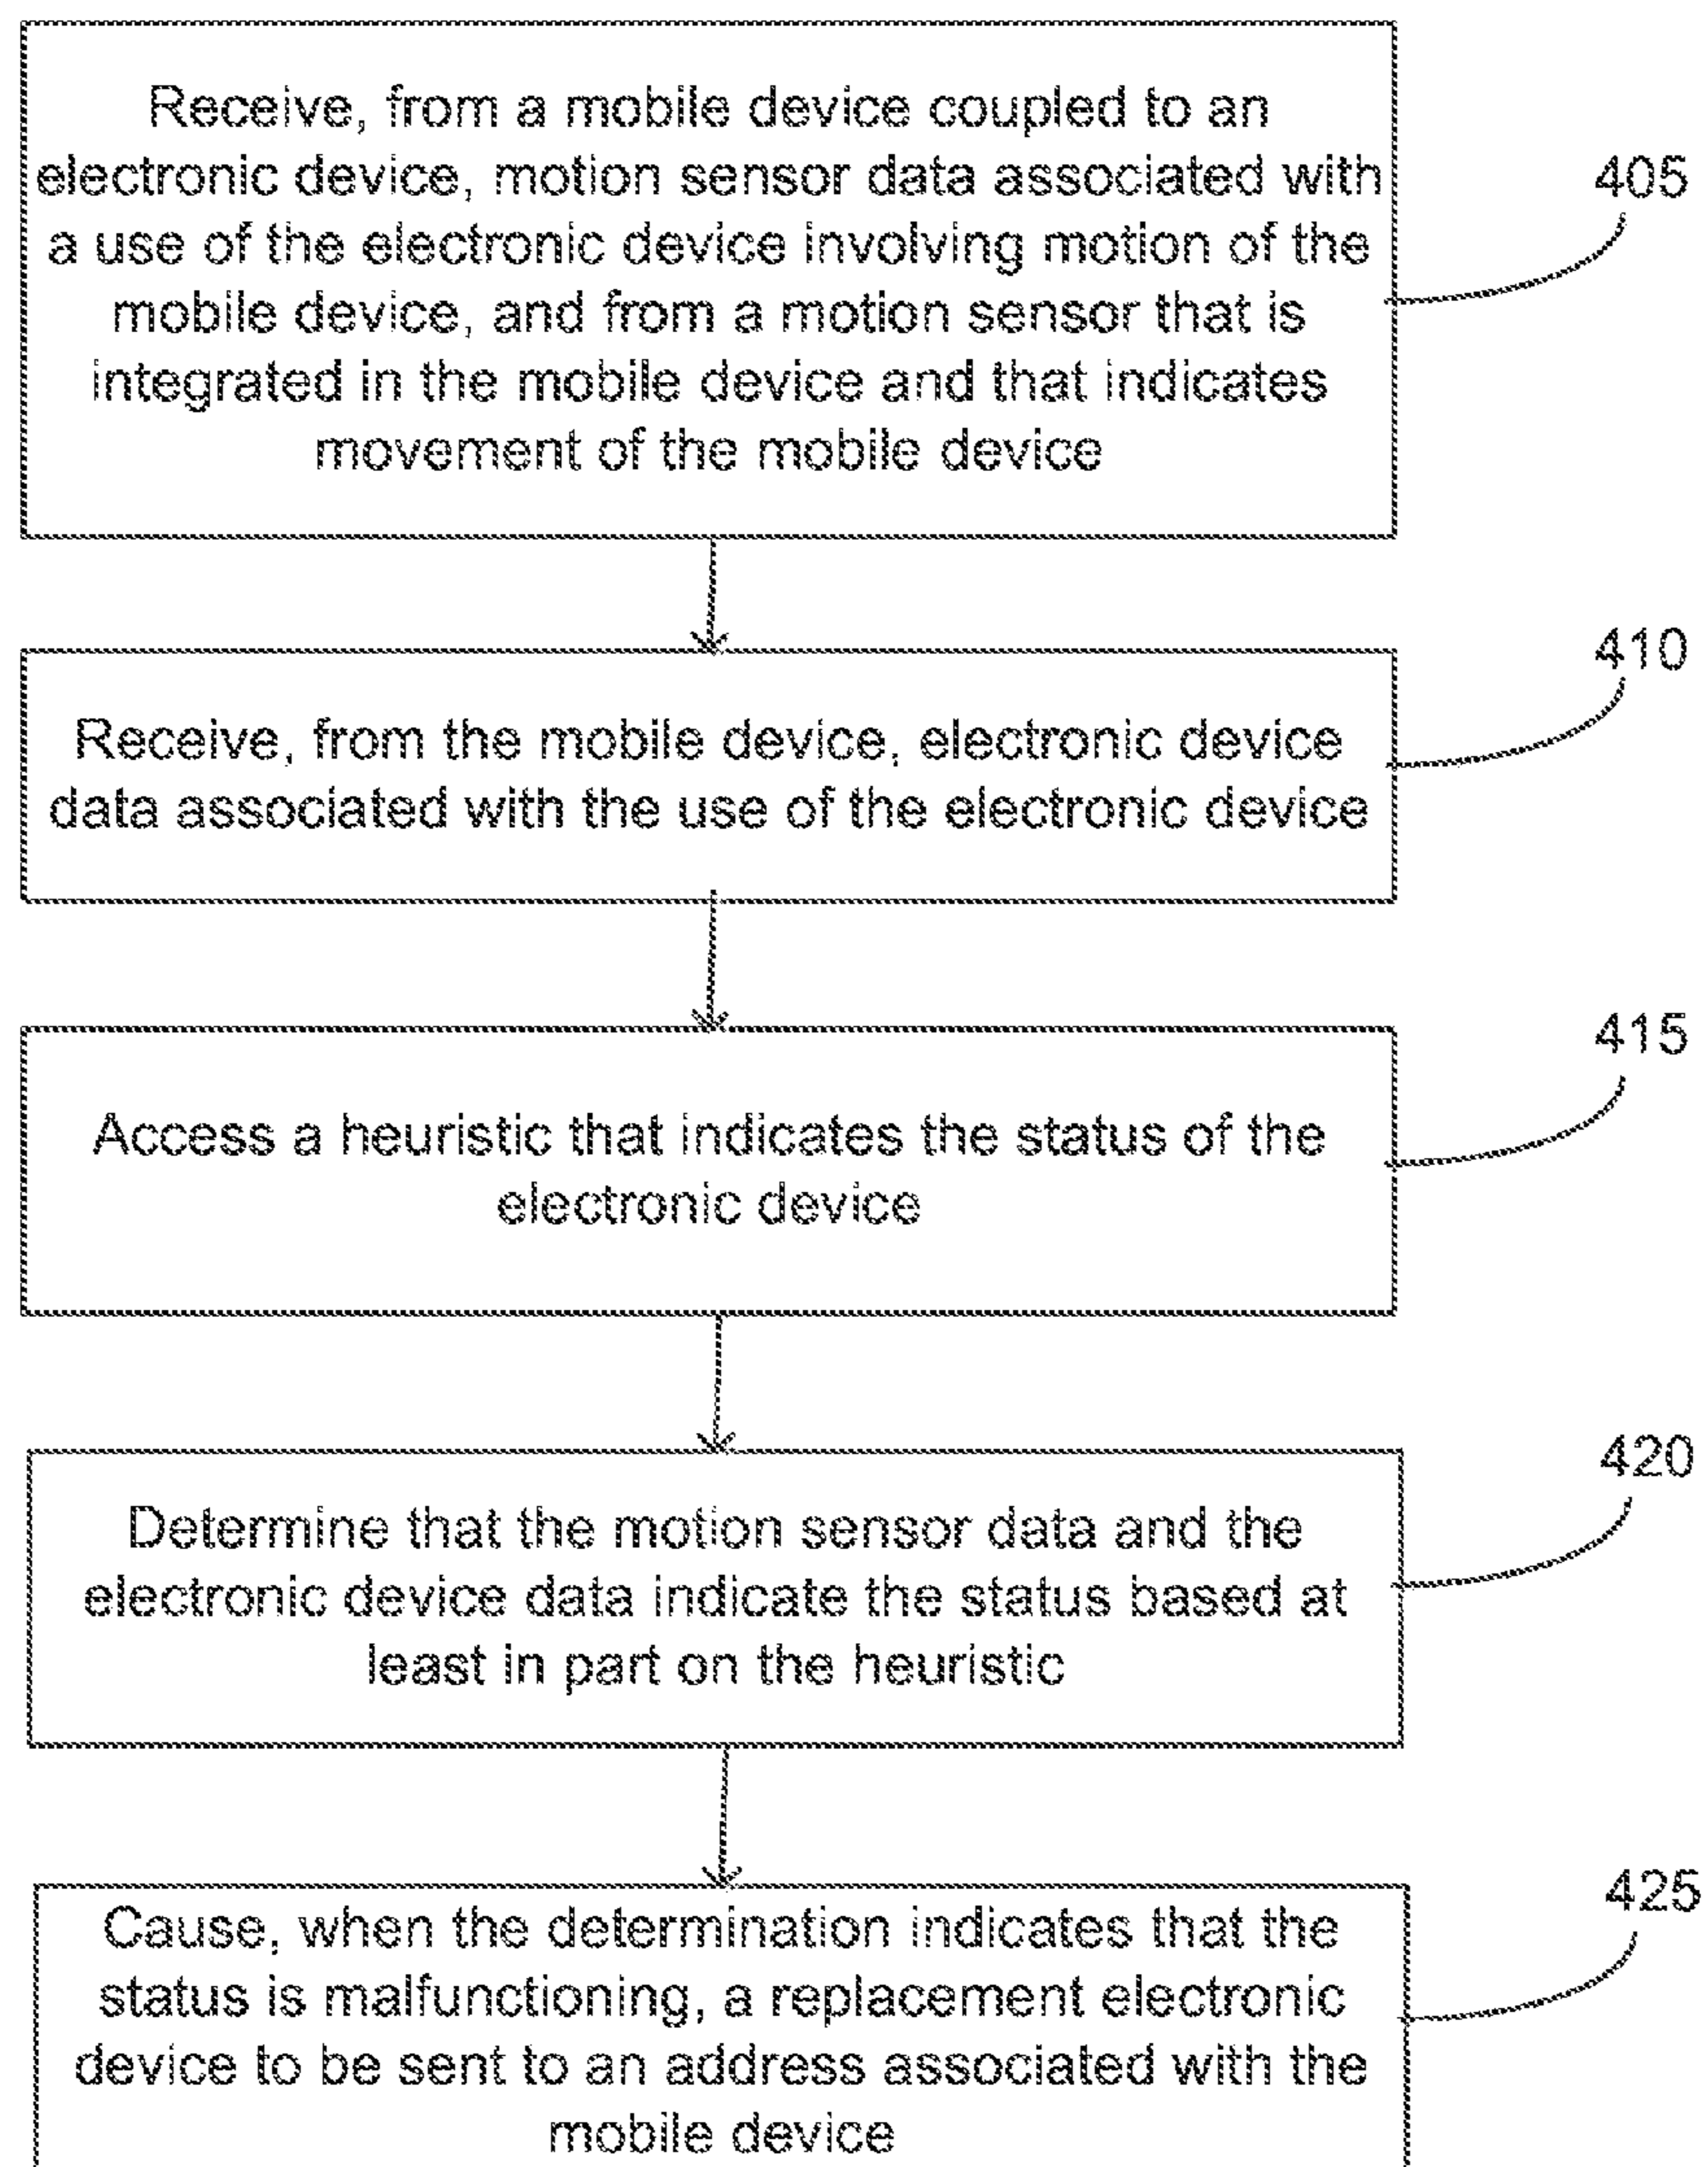 Receive, from a mobile device coupled to an
electronic device, motion sensor data associated with
a use of the electronic device involving motion of the
mobile device, and from a motion sensor that is
integrated in the mobile device and that indicates
movement of the mobile device
405
Receive, from the mobile device, electronic device
data associated with the use of the electronic device
410
Access a heuristic that indicates the status of the
electronic device
415
Determine that the motion sensor data and the
electronic device data indicate the status based at
least in part on the heuristic
420
Cause, when the determination indicates that the
status is malfunctioning, a replacement electronic
device to be sent to an address associated with the
mobile device
425